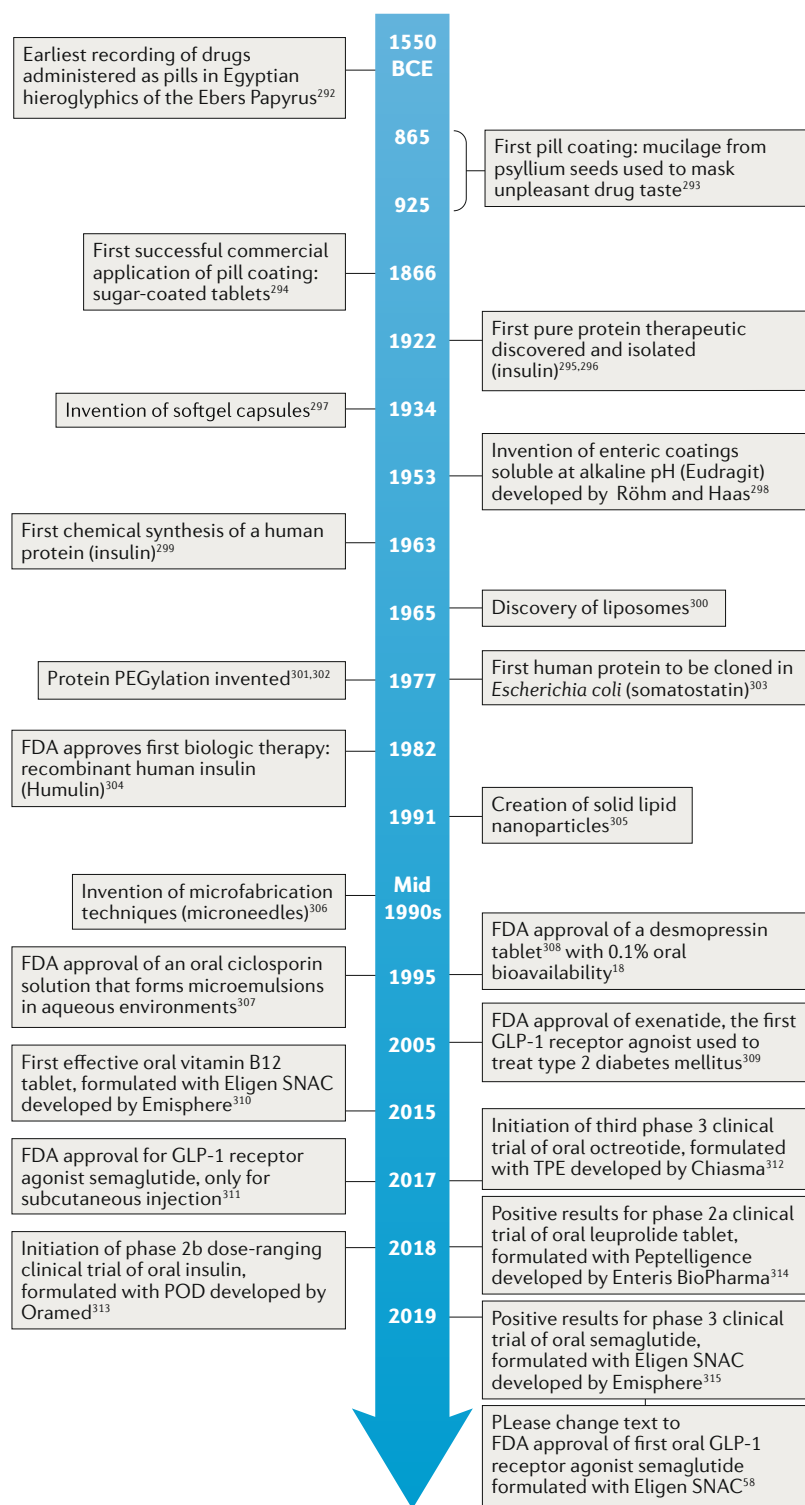 1550
BCE
Earliest recording of drugs
administered as pills in Egyptian
hieroglyphics of the Ebers Papyrus292
865
925
First pill coating: mucilage from
psyllium seeds used to mask
unpleasant drug taste293
First successful commercial
application of pill coating:
sugar-coated tablets294
1866
1922
First pure protein therapeutic
discovered and isolated
(insulin)295,296
Invention of softgel capsules297
1934
1953
Invention of enteric coatings
soluble at alkaline pH (Eudragit)
developed by Röhm and Haas298
First chemical synthesis of a human
protein (insulin)299
1963
1965
Discovery of liposomes300
Protein PEGylation invented301,302
1977
First human protein to be cloned in
Escherichia coli (somatostatin)303
FDA approves first biologic therapy:
recombinant human insulin
(Humulin)304
1982
1991
Creation of solid lipid
nanoparticles305
Invention of microfabrication
techniques (microneedles)306
Mid
1990s
FDA approval of an oral ciclosporin
solution that forms microemulsions
in aqueous environments307
1995
FDA approval of a desmopressin
tablet308 with 0.1% oral
bioavailability18
2005
FDA approval of exenatide, the first
GLP-1 receptor agnoist used to
treat type 2 diabetes mellitus309
First effective oral vitamin B12
tablet, formulated with Eligen SNAC
developed by Emisphere310
2015
FDA approval for GLP-1 receptor
agonist semaglutide, only for
subcutaneous injection311
2017
Initiation of third phase 3 clinical
trial of oral octreotide, formulated
with TPE developed by Chiasma312
Initiation of phase 2b dose-ranging
clinical trial of oral insulin,
formulated with POD developed by
Oramed313
2018
Positive results for phase 2a clinical
trial of oral leuprolide tablet,
formulated with Peptelligence
developed by Enteris BioPharma314
2019
Positive results for phase 3 clinical
trial of oral semaglutide,
formulated with Eligen SNAC
developed by Emisphere315
PLease change text to
FDA approval of first oral GLP-1
receptor agonist semaglutide
formulated with Eligen SNAC58